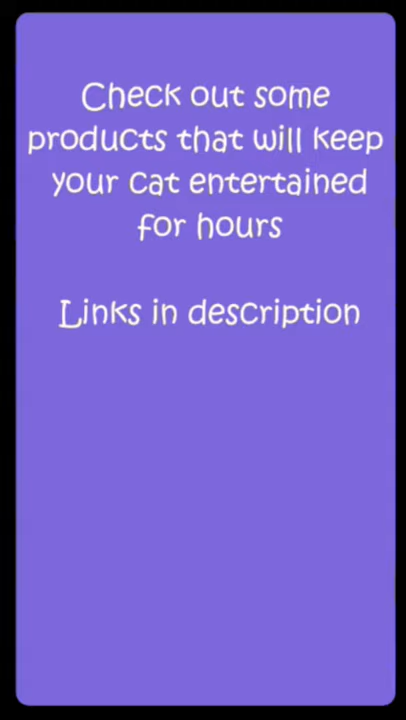 Check out some
products that will keep
your cat entertained
for hours
Links in description